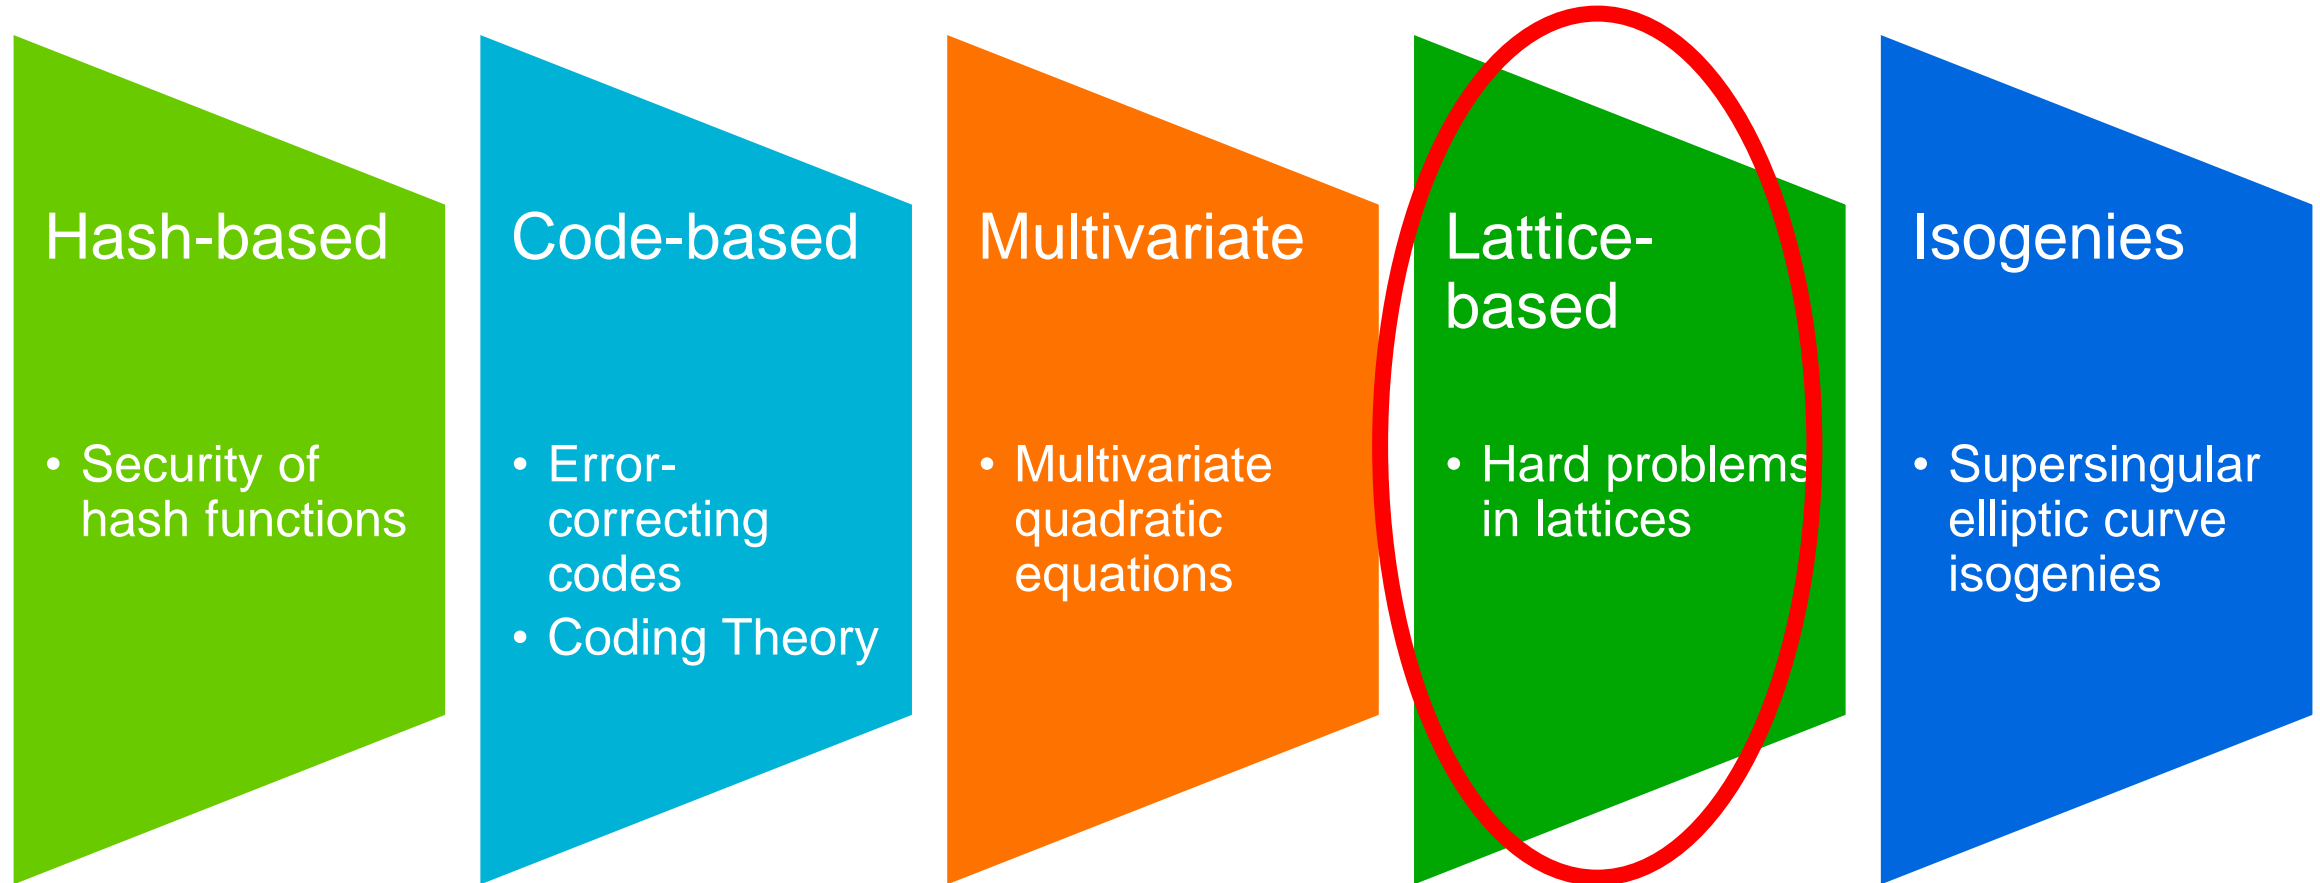 Hash-based
• Security of
hash functions
Code-based
• Error-
correcting
codes
• Coding Theory
Multivariate
• Multivariate
quadratic
equations
Lattice-
based
• Hard problems
in lattices
Isogenies
• Supersingular
elliptic curve
isogenies